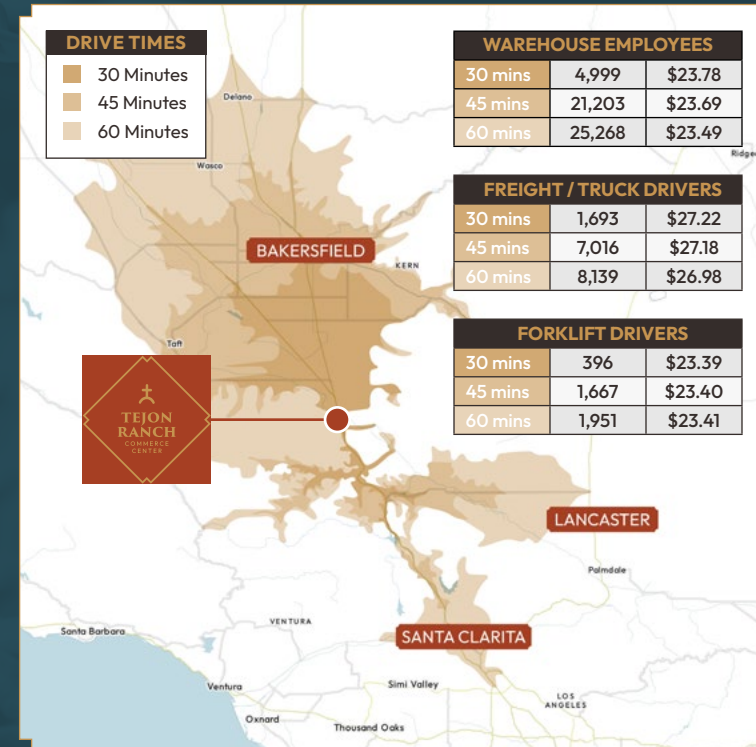 DRIVE TIMES
30 Minutes
45 Minutes
60 Minutes
WAREHOUSE EMPLOYEES
30 mins 4,999 $23.78
45 mins 21,203 $23.69
60 mins 25,268 $23.49
FREIGHT / TRUCK DRIVERS
30 mins 1,693 $27.22
45 mins 7,016 $27.18
60 mins 8,139 $26.98
FORKLIFT DRIVERS
30 mins 396 $23.39
45 mins 1,667 $23.40
60 mins 1,951 $23.41
Delano
Wasco
BAKERSFIELD
KERN
Taft
TEJON
RANCH
COMMERCE
CENTER
LANCASTER
Palmdale
VENTURA
Santa Barbara
SANTA CLARITA
Ventura
Simi Valley
LOS
ANGELES
Oxnard
Thousand Oaks